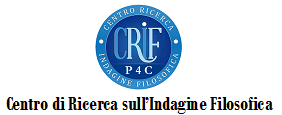 CENTRO RICERCA
CRIF
P4C
INDAGINE FILOSOFICA
Centro di Ricerca sull'Indagine Filosofica